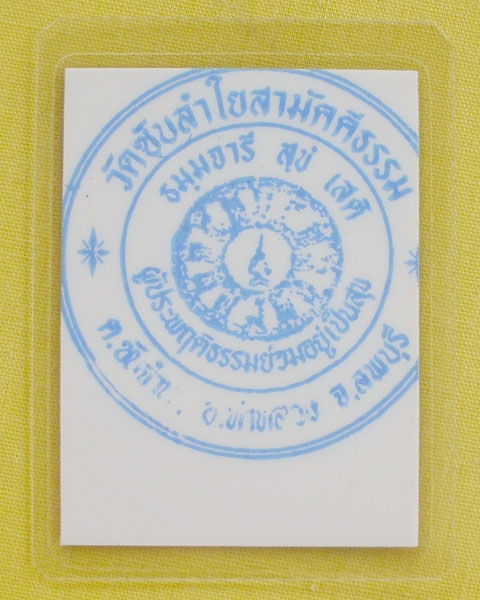 วัดซับลำใยสามัคคีธรรม
ธมฺมจารี สุขํ เสติ
ผู้ประพฤติธรรมย่อมอยู่เป็นสุข
อ.ท่าหลวง จ.ลพบุรี